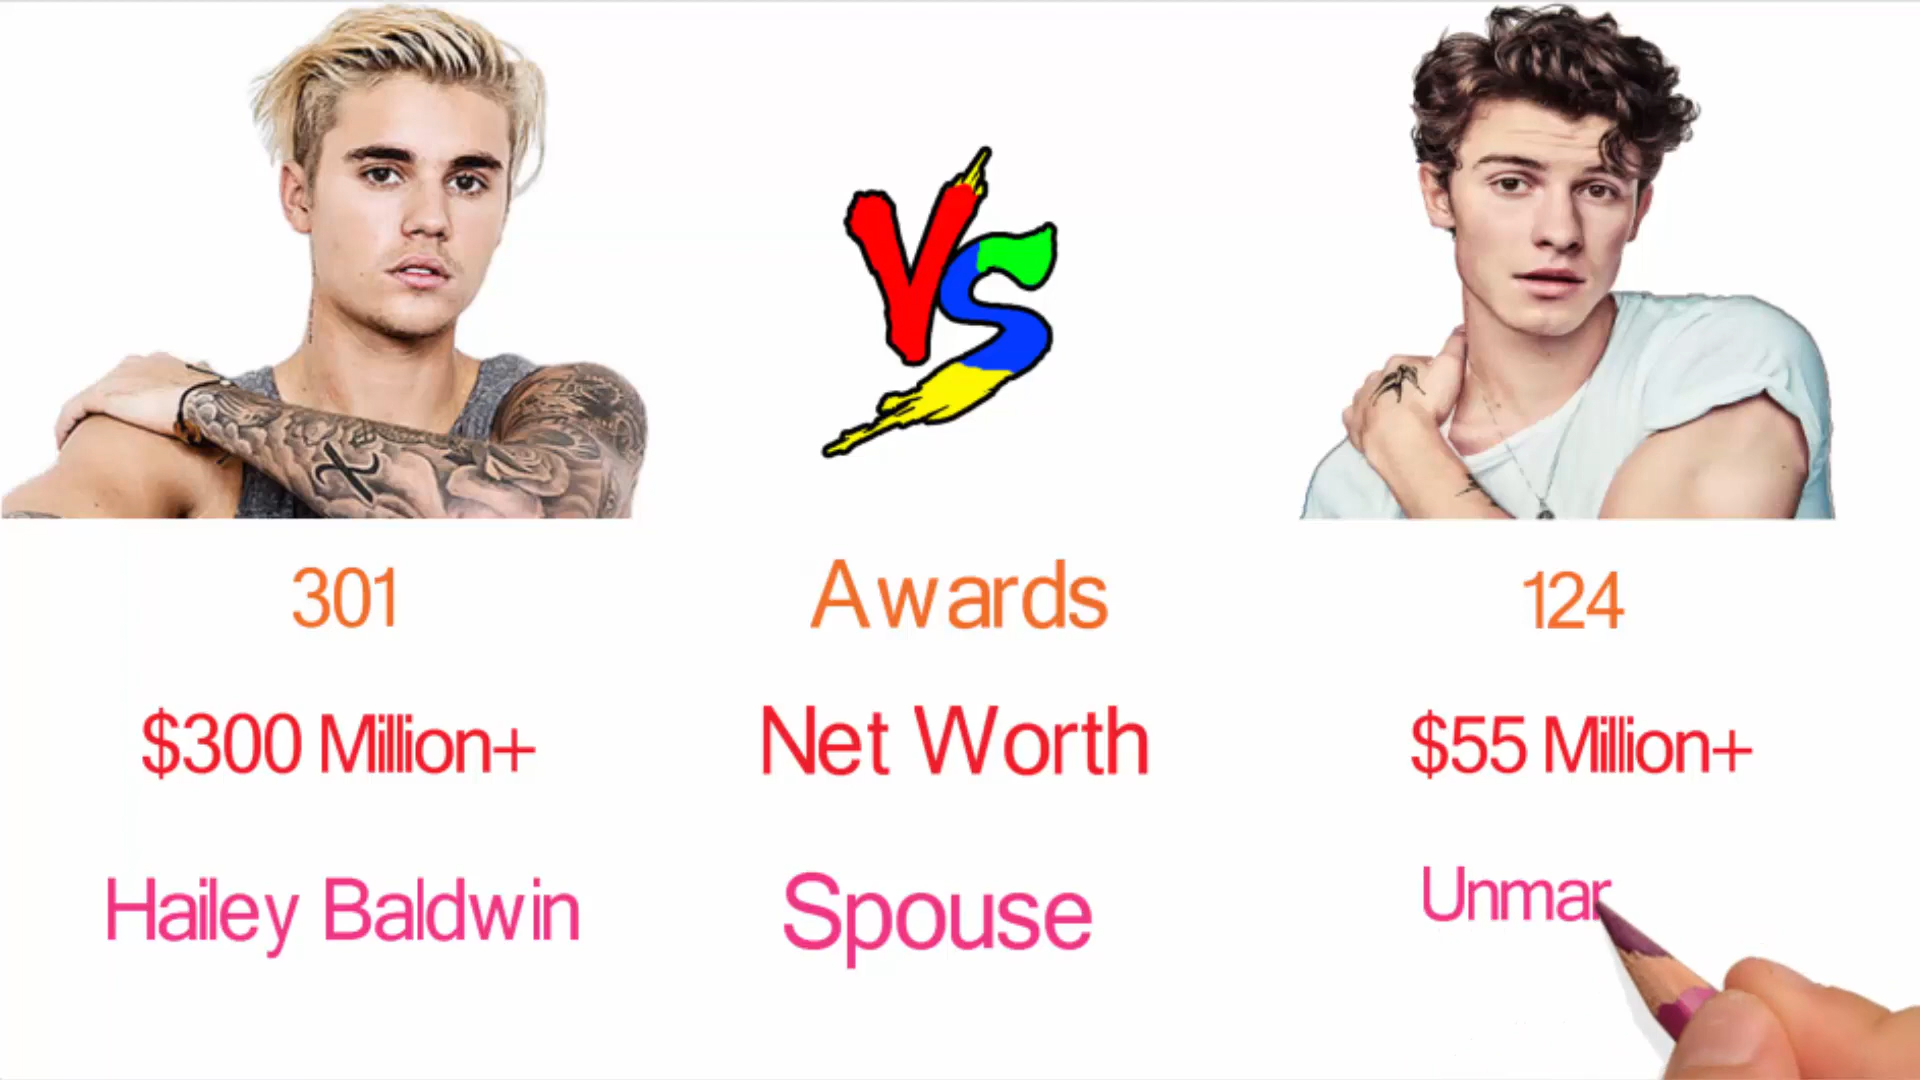 VS
301 Awards 124
$300 Million+ Net Worth $55 Million+
Hailey Baldwin Spouse Unmar